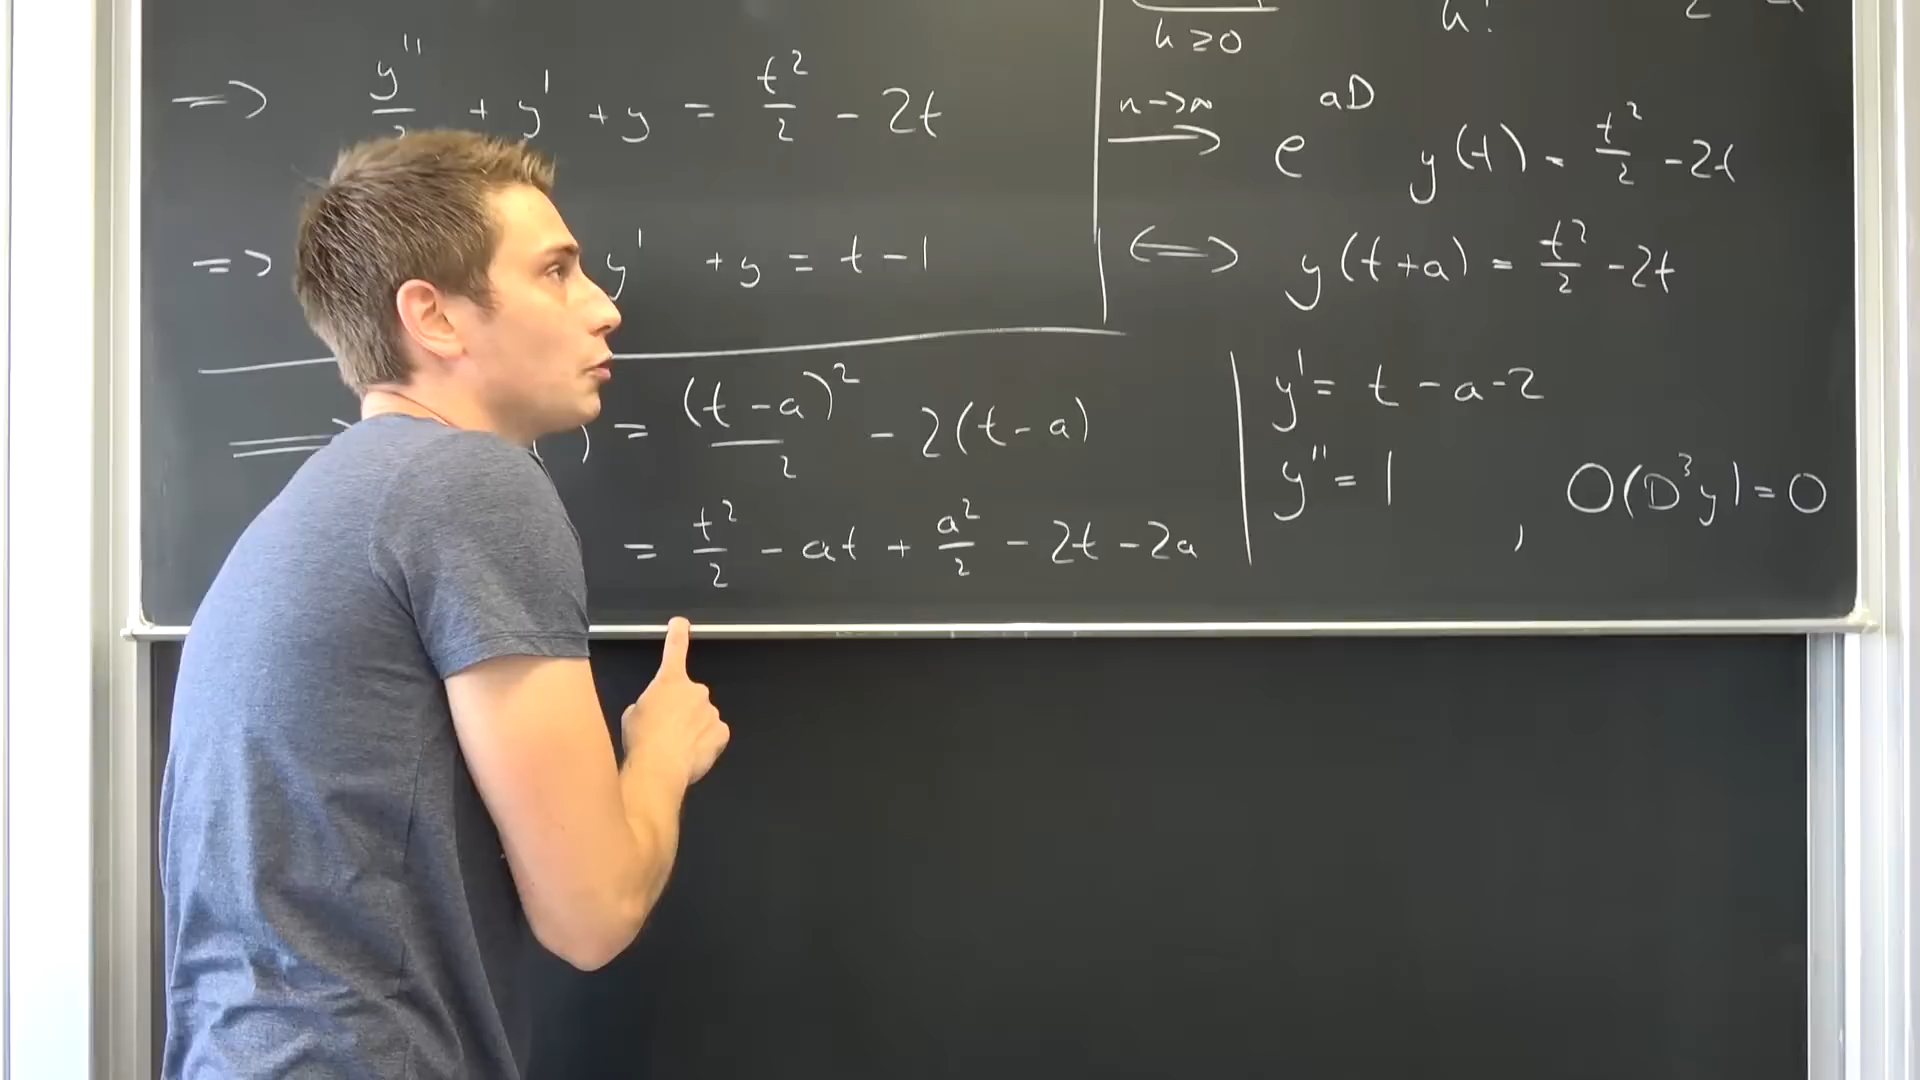 => y''/2 + y' + y = t²/2 - 2t
=> y' + y = t - 1
=> ) = (t-a)²/2 - 2(t-a)
= t²/2 - at + a²/2 - 2t - 2a
h≥0 h!
n->∞ ⟶ e^{aD} y(t) = t²/2 - 2t
<=> y(t+a) = t²/2 - 2t
y' = t - a - 2
y'' = 1 , O(D³y) = 0